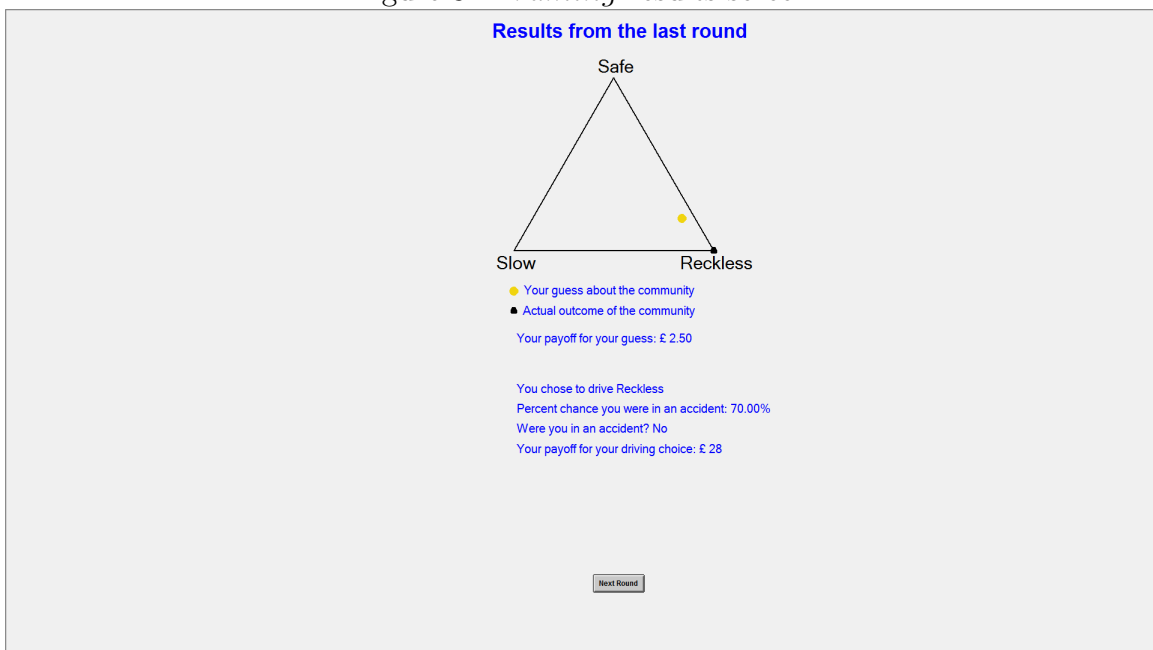 Results from the last round
Safe
Slow
Reckless
Your guess about the community
Actual outcome of the community
Your payoff for your guess: £ 2.50
You chose to drive Reckless
Percent chance you were in an accident: 70.00%
Were you in an accident? No
Your payoff for your driving choice: £ 28
Next Round